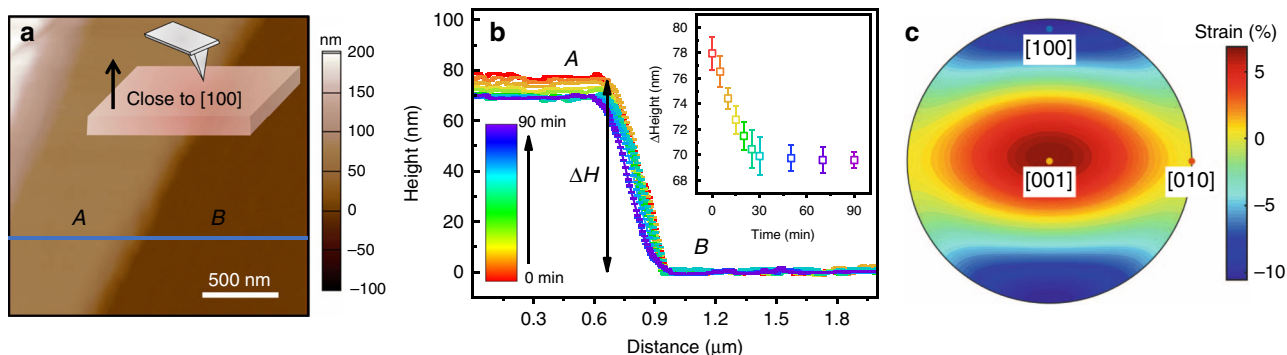 a
nm
200
150
100
50
0
−50
−100
Close to [100]
A
B
500 nm
b
Height (nm)
100
80
60
40
20
0
A
90 min
0 min
ΔH
B
0.3
0.6
0.9
1.2
1.5
1.8
Distance (μm)
ΔHeight (nm)
80
78
76
74
72
70
68
0
30
60
90
Time (min)
c
[100]
[001]
[010]
Strain (%)
5
0
−5
−10